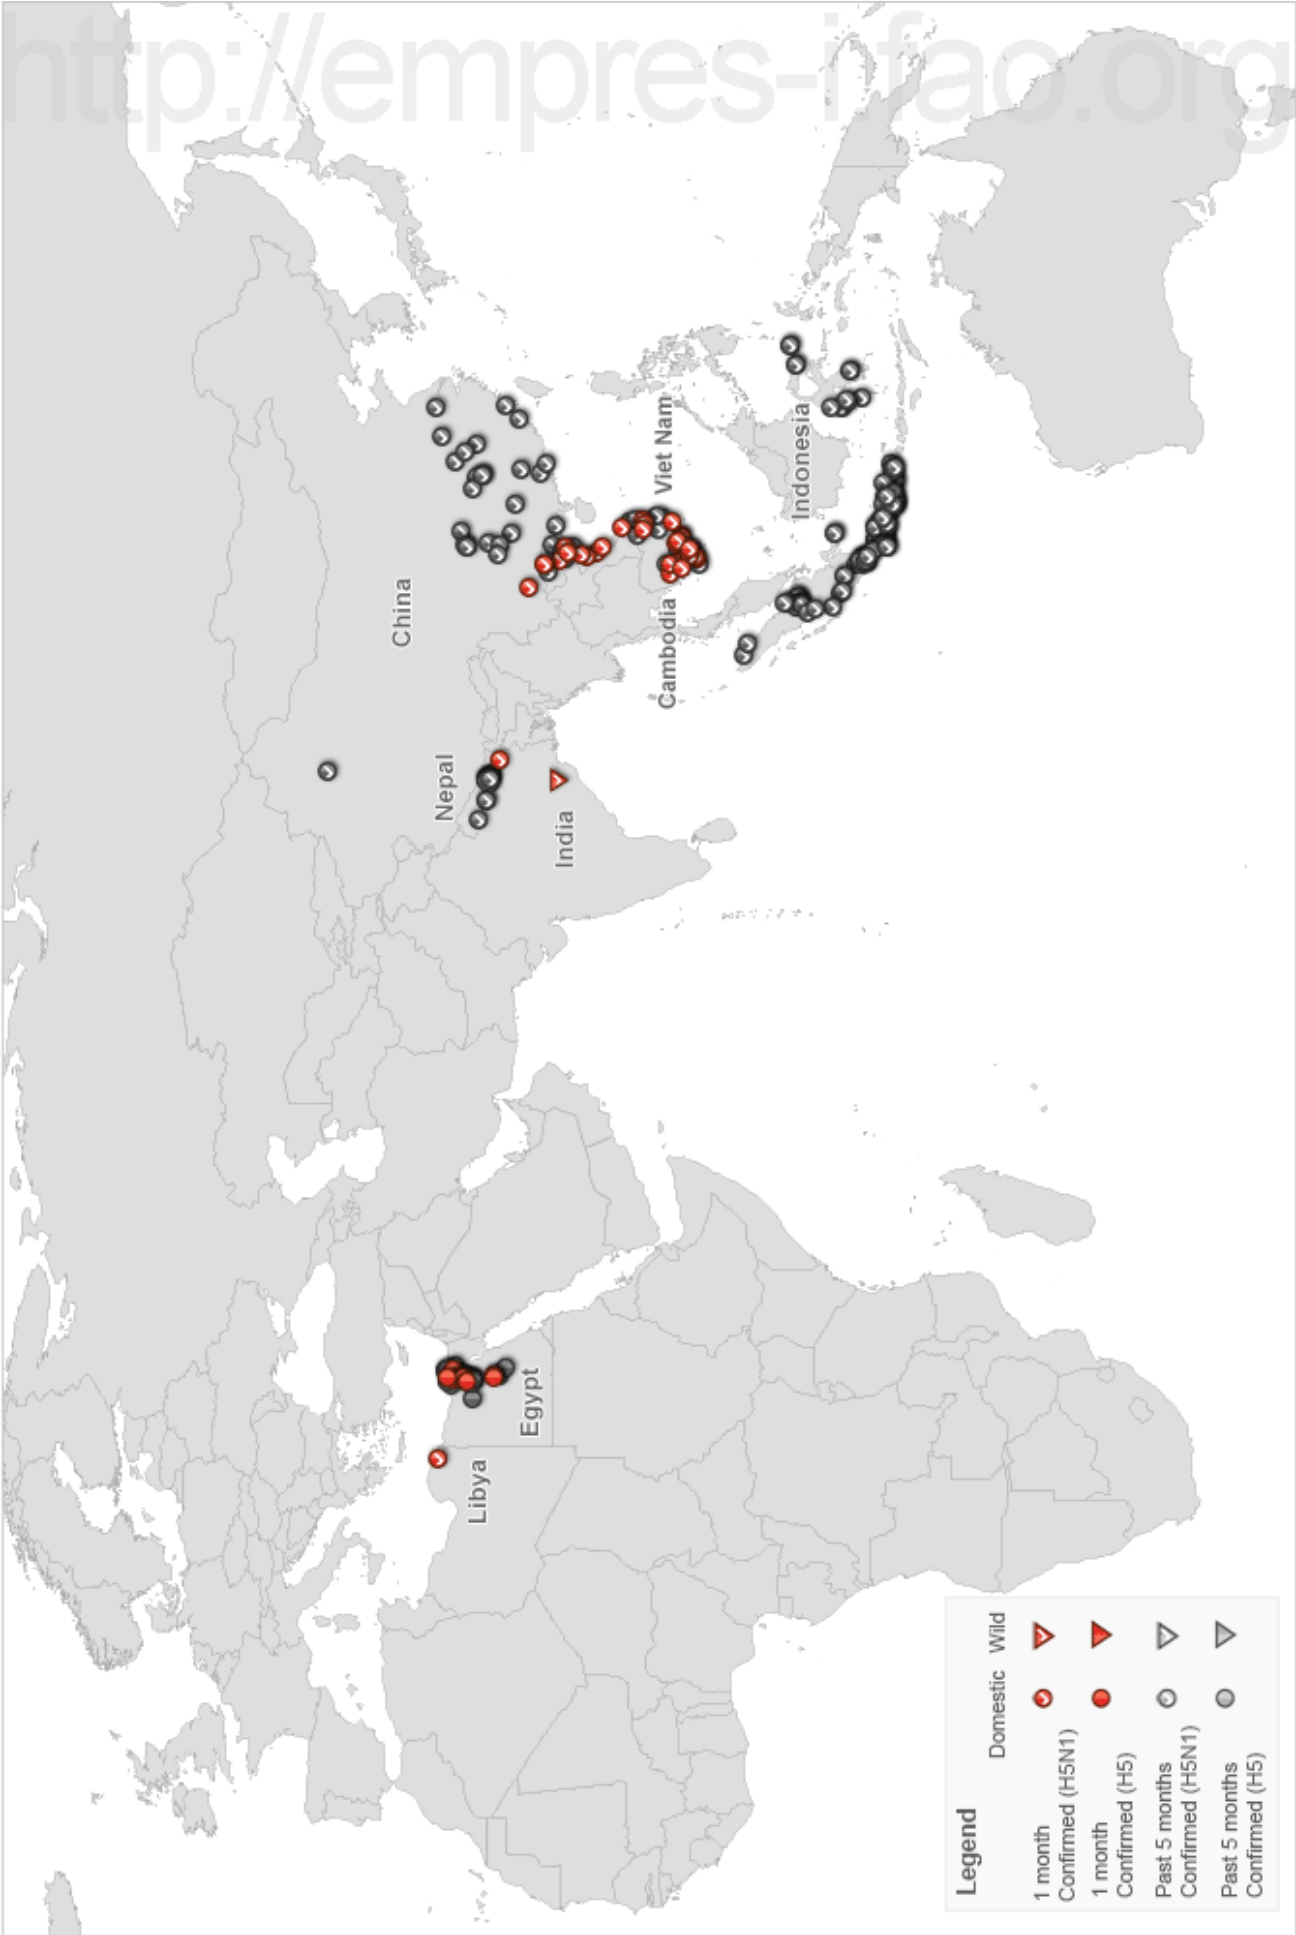 http://empres-i.fao.org
China
Nepal
India
Viet Nam
Cambodia
Indonesia
Egypt
Libya
Legend
Domestic Wild
1 month
Confirmed (H5N1)
1 month
Confirmed (H5)
Past 5 months
Confirmed (H5N1)
Past 5 months
Confirmed (H5)